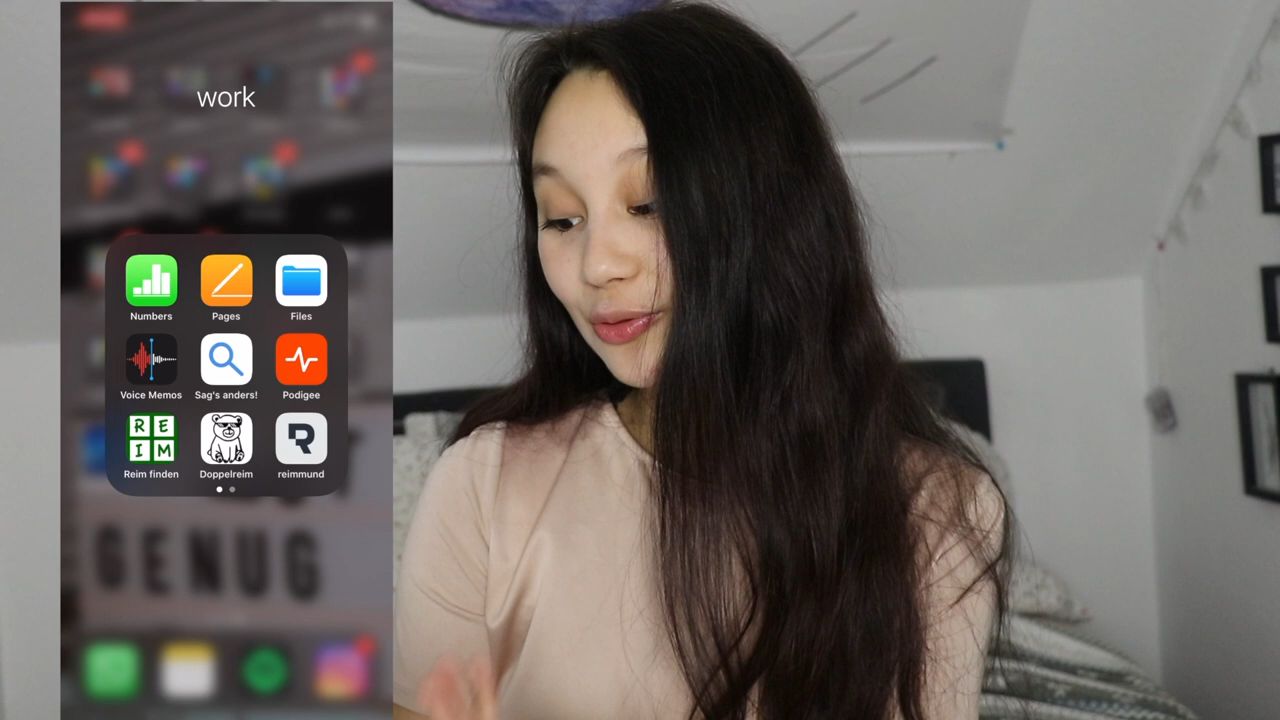 work
Numbers
Pages
Files
Voice Memos
Sag's anders!
Podigee
R E
I M
Reim finden
Doppelreim
R
reimmund
GENUG